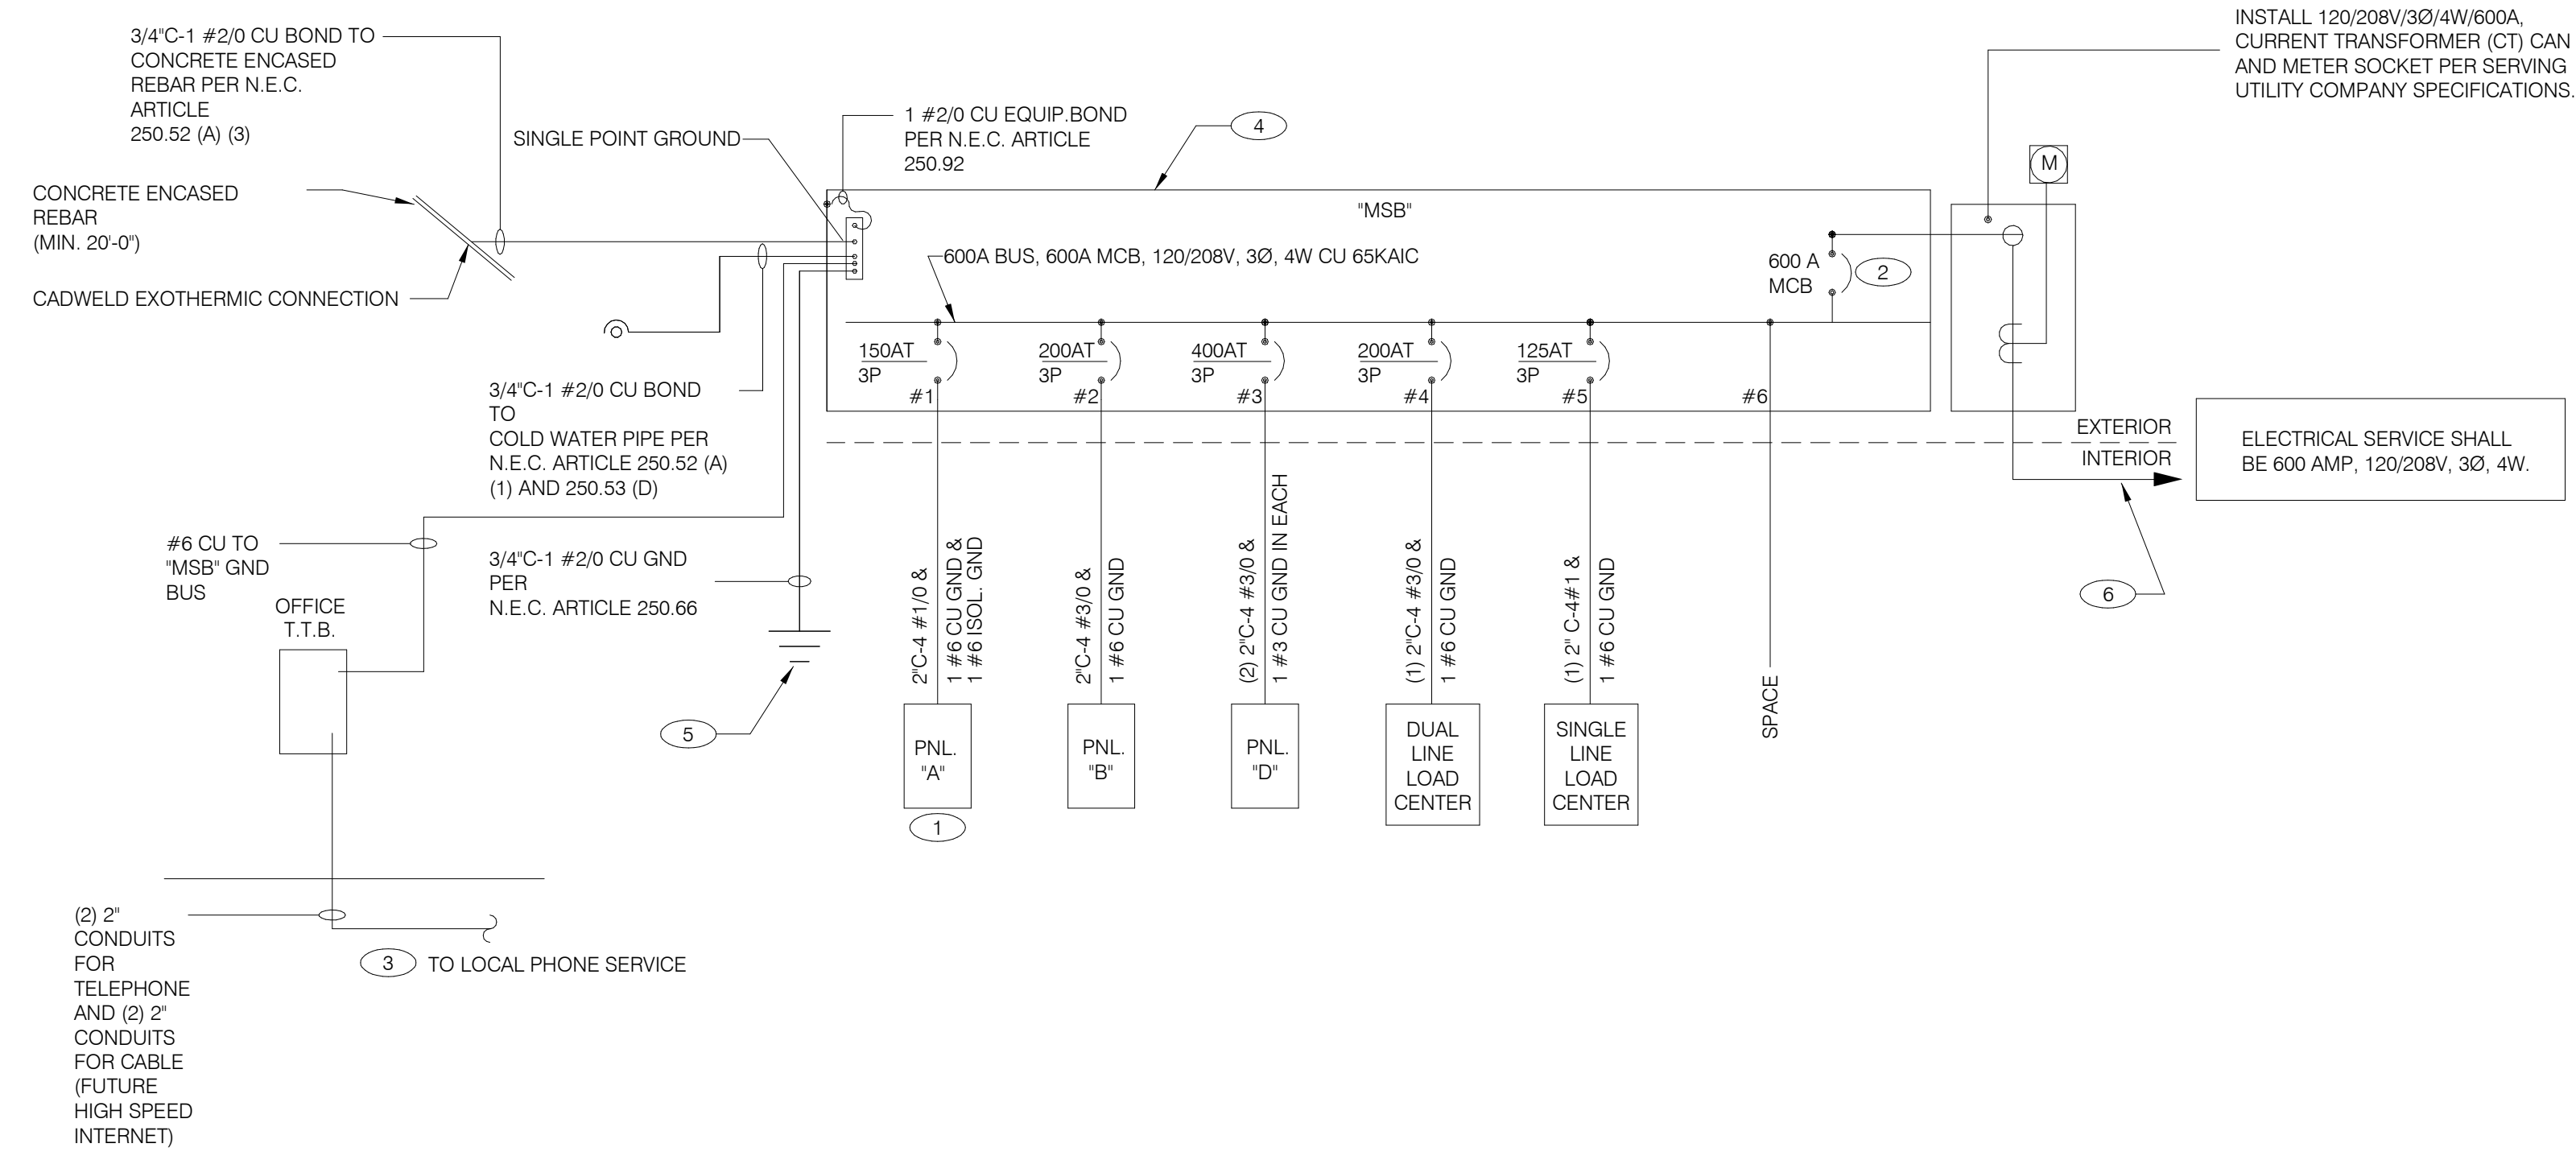 3/4"C-1 #2/0 CU BOND TO
CONCRETE ENCASED
REBAR PER N.E.C.
ARTICLE
250.52 (A) (3)
CONCRETE ENCASED
REBAR
(MIN. 20'-0")
CADWELD EXOTHERMIC CONNECTION
SINGLE POINT GROUND
1 #2/0 CU EQUIP.BOND
PER N.E.C. ARTICLE
250.92
4
INSTALL 120/208V/3Ø/4W/600A,
CURRENT TRANSFORMER (CT) CAN
AND METER SOCKET PER SERVING
UTILITY COMPANY SPECIFICATIONS.
M
"MSB"
600A BUS, 600A MCB, 120/208V, 3Ø, 4W CU 65KAIC
600 A
MCB
2
150AT
3P
#1
200AT
3P
#2
400AT
3P
#3
200AT
3P
#4
125AT
3P
#5
#6
EXTERIOR
INTERIOR
ELECTRICAL SERVICE SHALL
BE 600 AMP, 120/208V, 3Ø, 4W.
6
3/4"C-1 #2/0 CU BOND
TO
COLD WATER PIPE PER
N.E.C. ARTICLE 250.52 (A)
(1) AND 250.53 (D)
3/4"C-1 #2/0 CU GND
PER
N.E.C. ARTICLE 250.66
5
#6 CU TO
"MSB" GND
BUS
OFFICE
T.T.B.
2"C-4 #1/0 &
1 #6 CU GND &
1 #6 ISOL. GND
2"C-4 #3/0 &
1 #6 CU GND
(2) 2"C-4 #3/0 &
1 #3 CU GND IN EACH
(1) 2"C-4 #3/0 &
1 #6 CU GND
(1) 2" C-4#1 &
1 #6 CU GND
SPACE
PNL.
"A"
1
PNL.
"B"
PNL.
"D"
DUAL
LINE
LOAD
CENTER
SINGLE
LINE
LOAD
CENTER
(2) 2"
CONDUITS
FOR
TELEPHONE
AND (2) 2"
CONDUITS
FOR CABLE
(FUTURE
HIGH SPEED
INTERNET)
3 TO LOCAL PHONE SERVICE